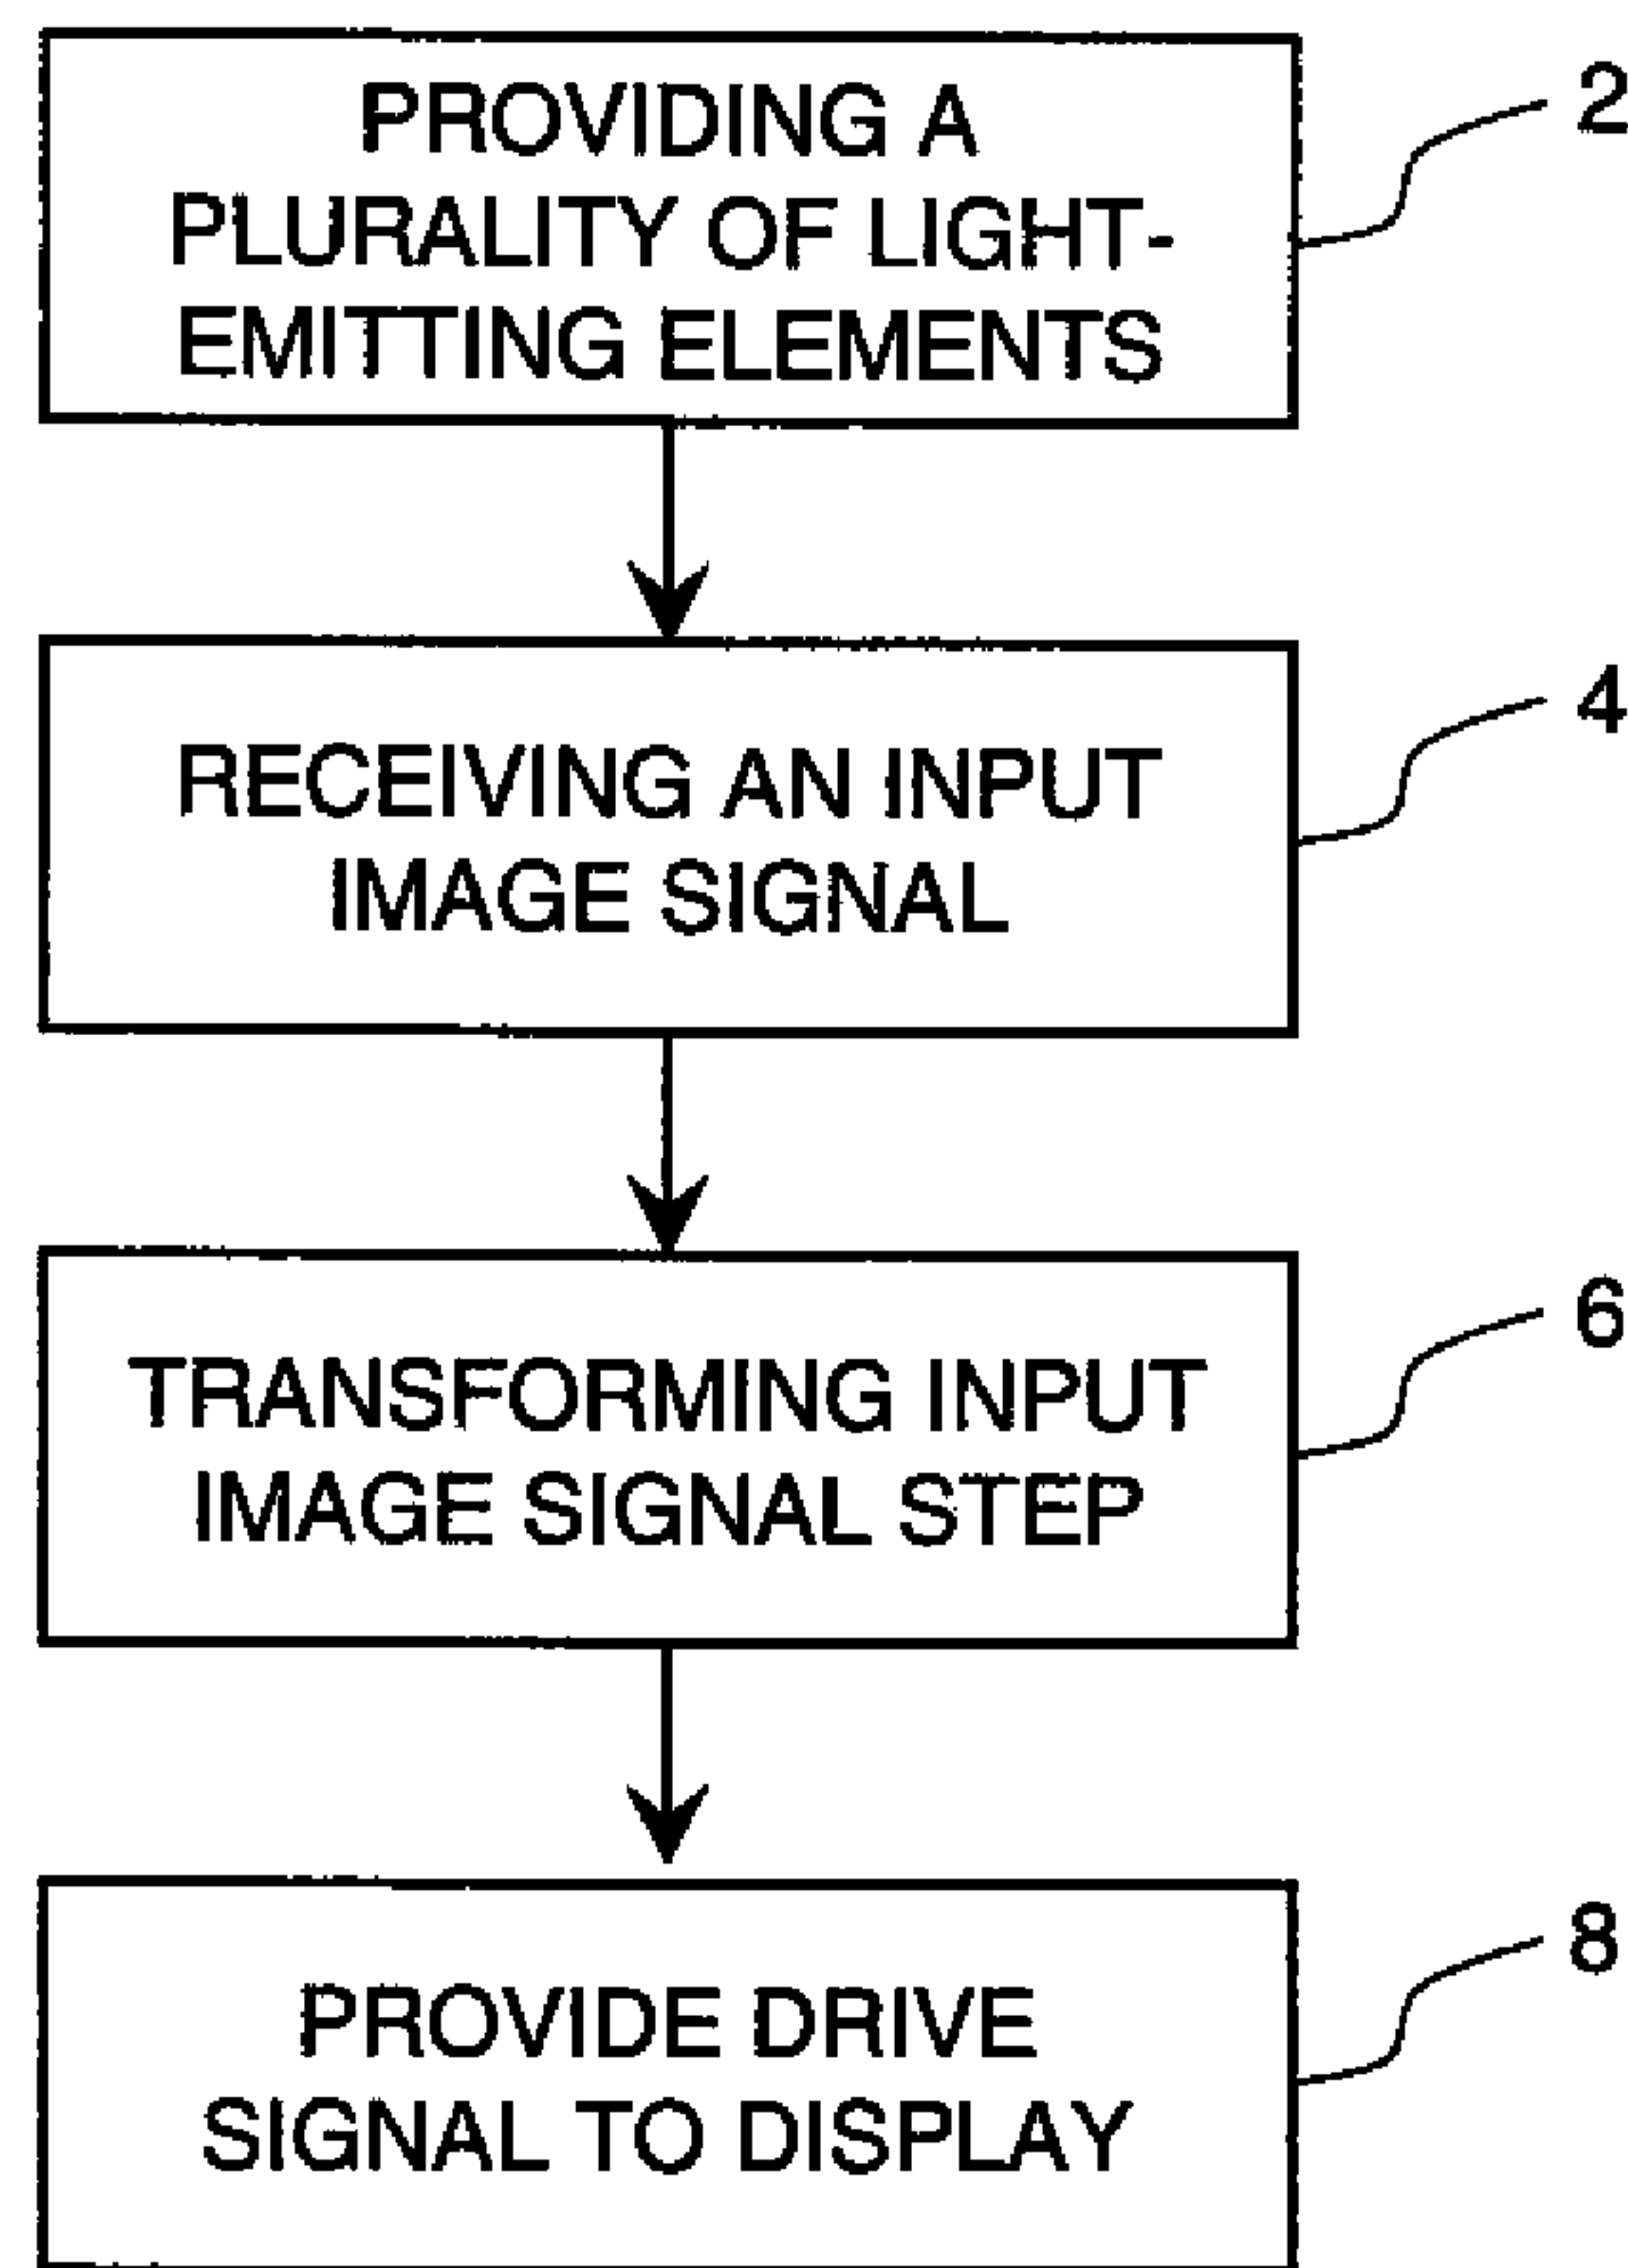 PROVIDING A
PLURALITY OF LIGHT-
EMITTING ELEMENTS
2
RECEIVING AN INPUT
IMAGE SIGNAL
4
TRANSFORMING INPUT
IMAGE SIGNAL STEP
6
PROVIDE DRIVE
SIGNAL TO DISPLAY
8